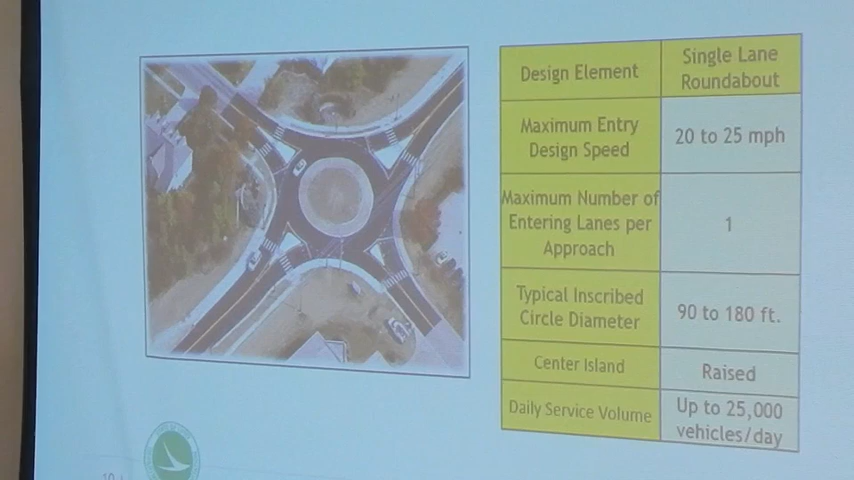 Design Element
Single Lane
Roundabout
Maximum Entry
Design Speed
20 to 25 mph
Maximum Number of
Entering Lanes per
Approach
1
Typical Inscribed
Circle Diameter
90 to 180 ft.
Center Island
Raised
Daily Service Volume
Up to 25,000
vehicles/day